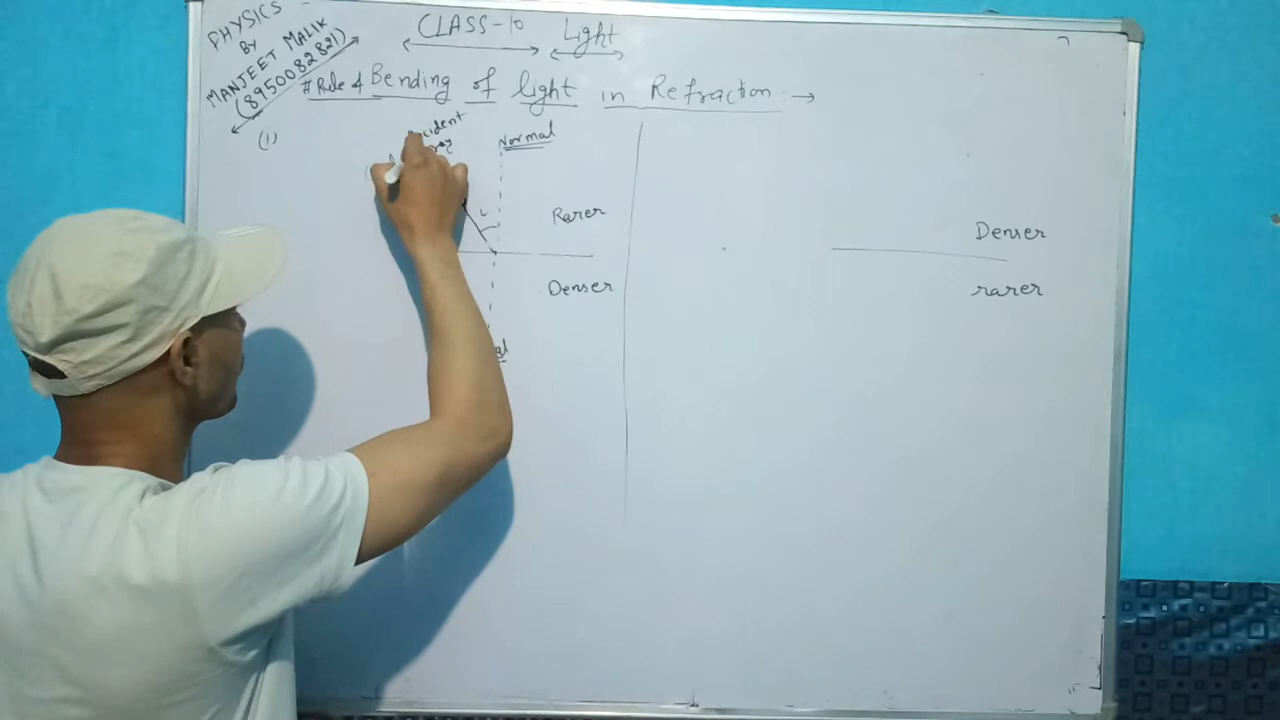 PHYSICS
By
MANJEET MALIK
(8950082821)
CLASS-10 Light
# Rule of Bending of light in Refraction →
(1)
Normal
Rarer
Denser
Denser
rarer